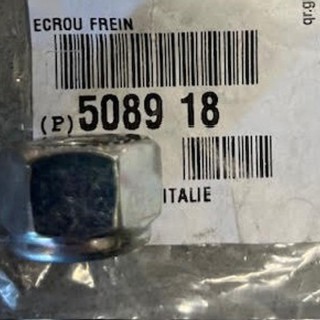 ECROU FREIN
(P) 5089 18
ITALIE